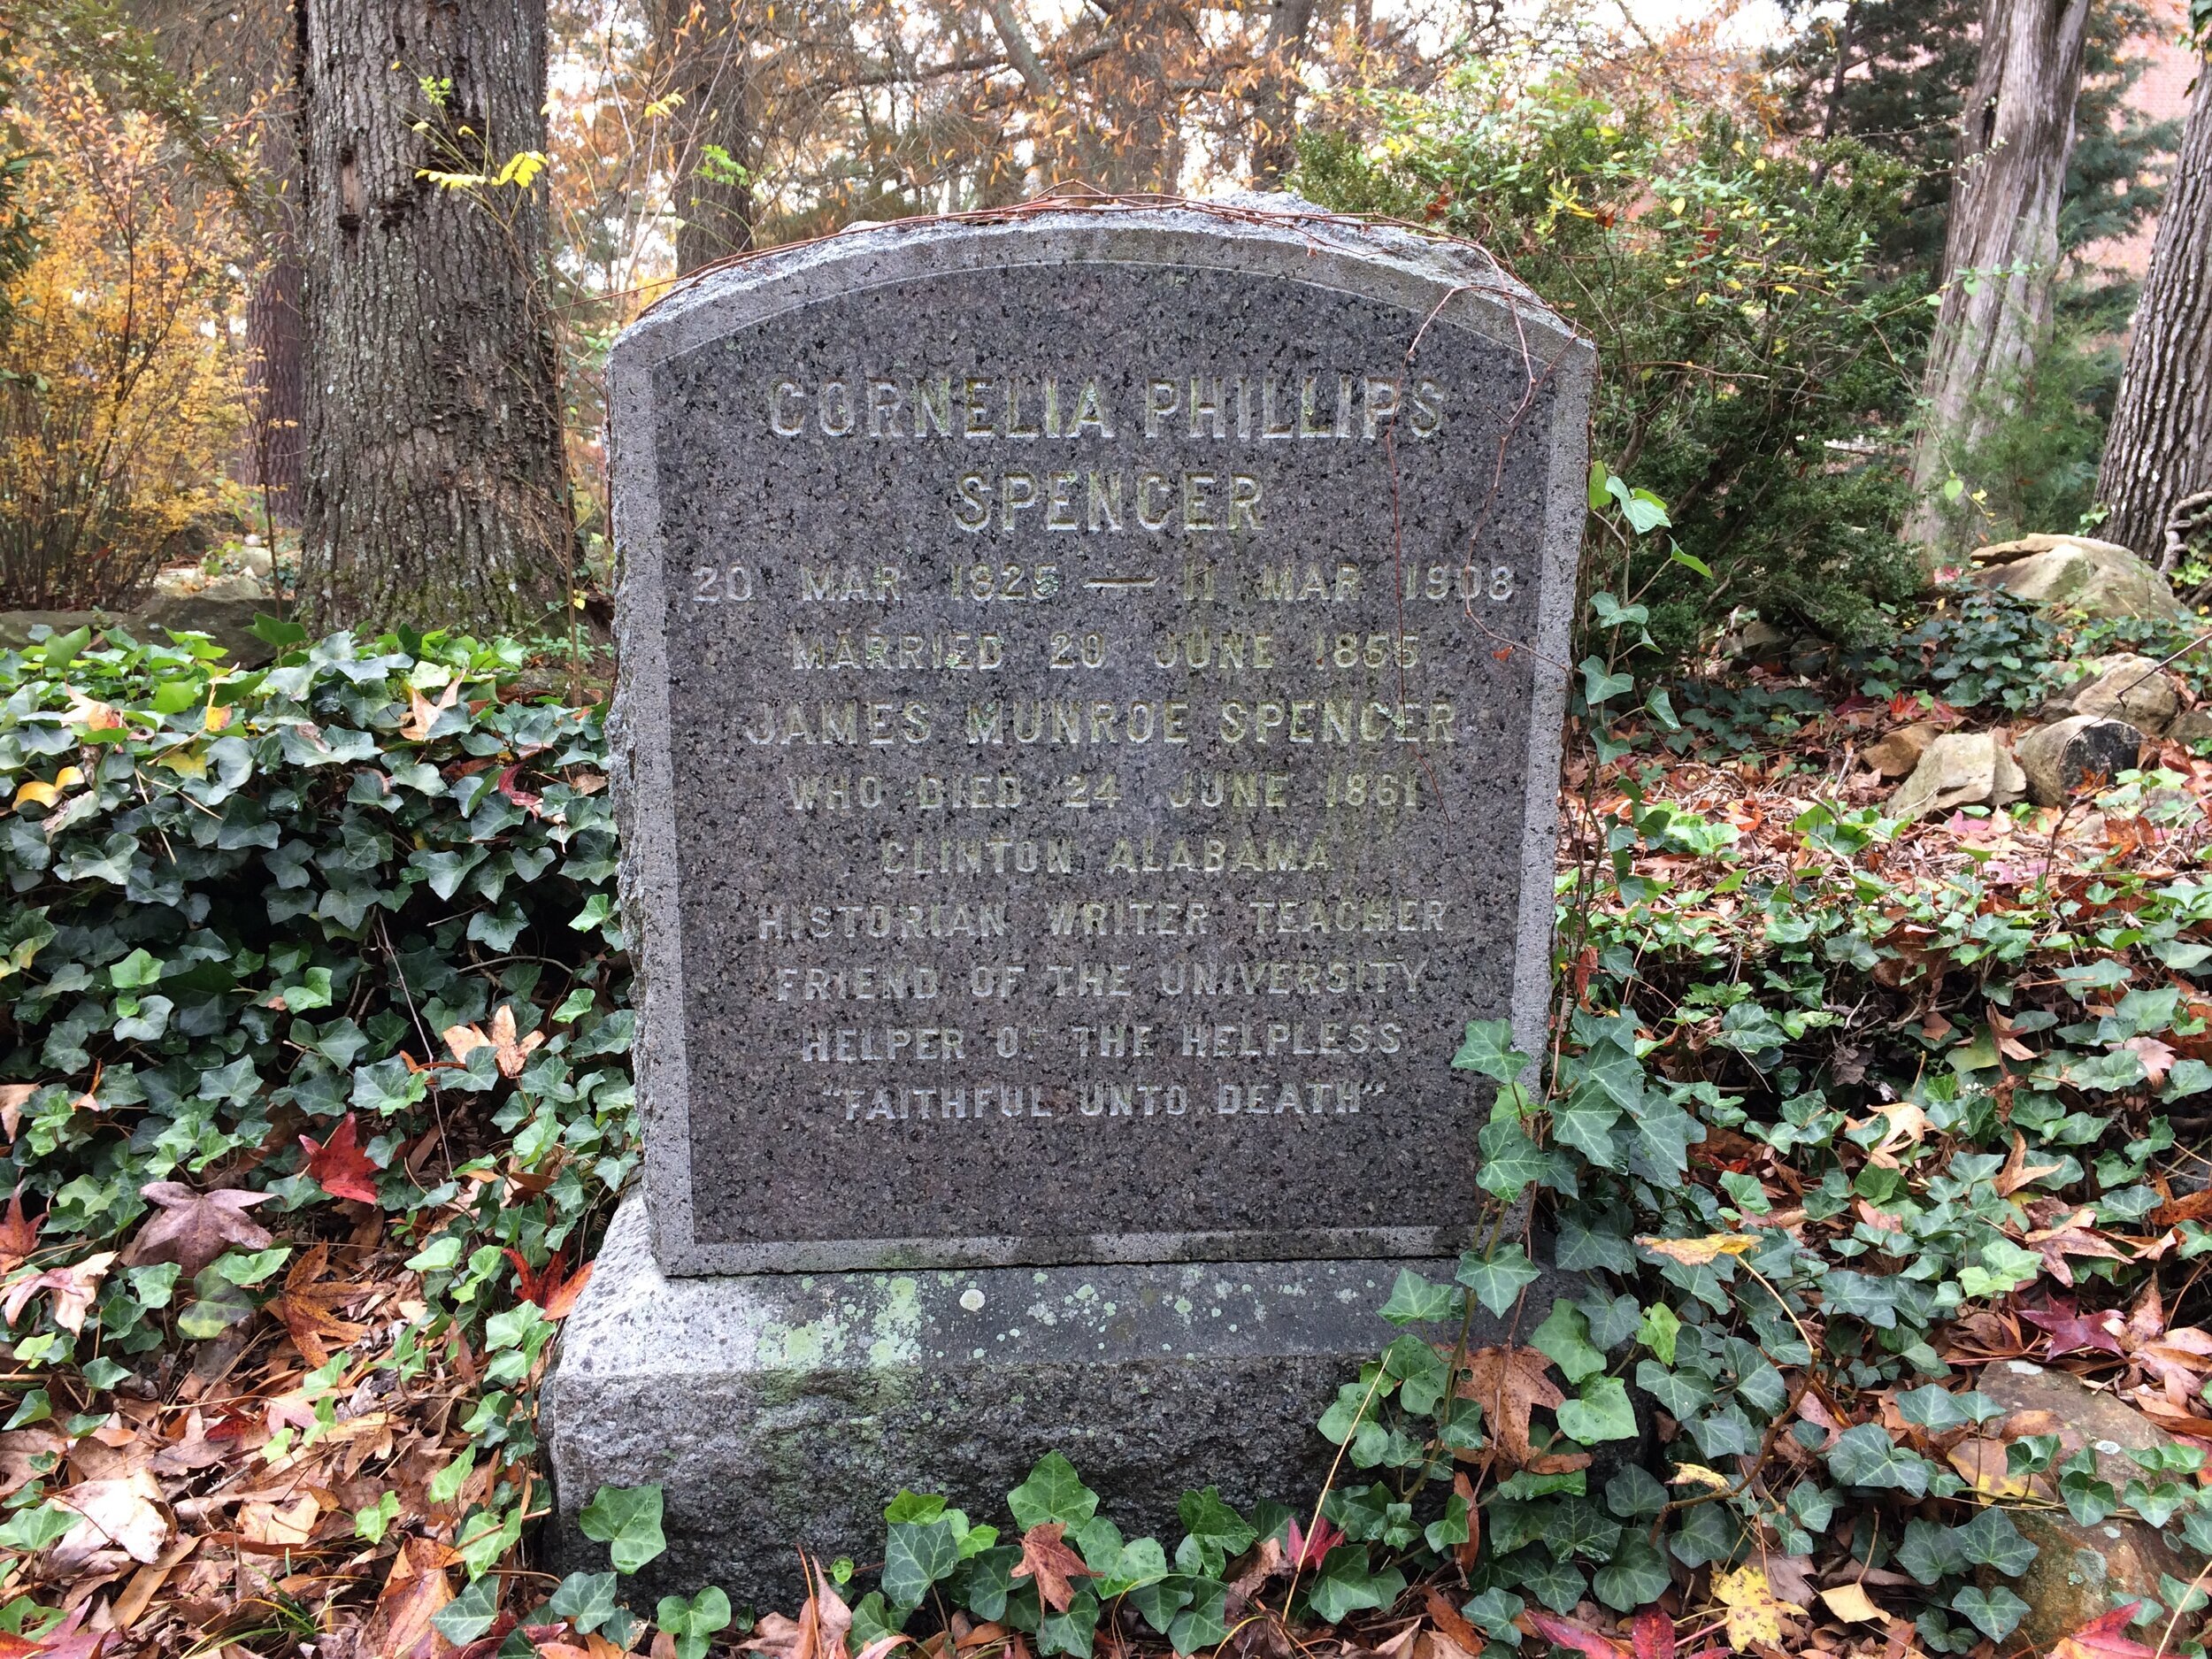 CORNELIA PHILLIPS
SPENCER
20 MAR 1825 — 11 MAR 1908
MARRIED 20 JUNE 1855
JAMES MUNROE SPENCER
WHO DIED 24 JUNE 1861
CLINTON ALABAMA
HISTORIAN WRITER TEACHER
FRIEND OF THE UNIVERSITY
HELPER OF THE HELPLESS
"FAITHFUL UNTO DEATH"